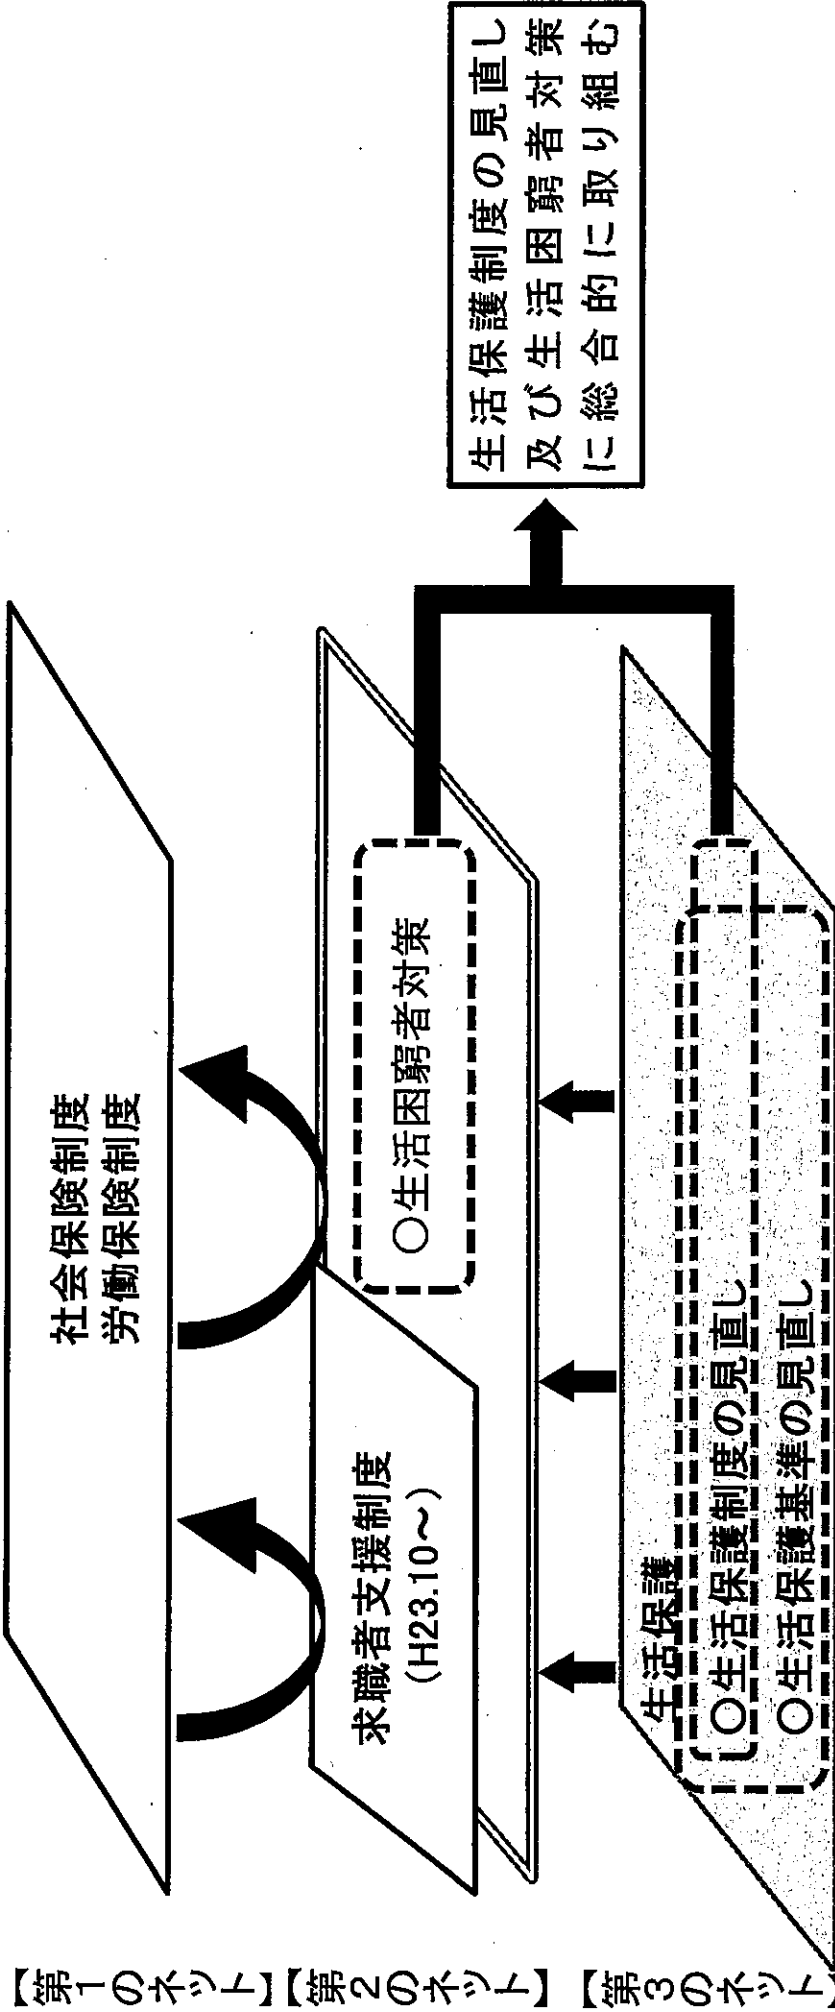 【第1のネット】
社会保険制度
労働保険制度
【第2のネット】
求職者支援制度
(H23.10～)
○生活困窮者対策
【第3のネット】
生活保護
○生活保護制度の見直し
○生活保護基準の見直し
生活保護制度の見直し
及び生活困窮者対策
に総合的に取り組む